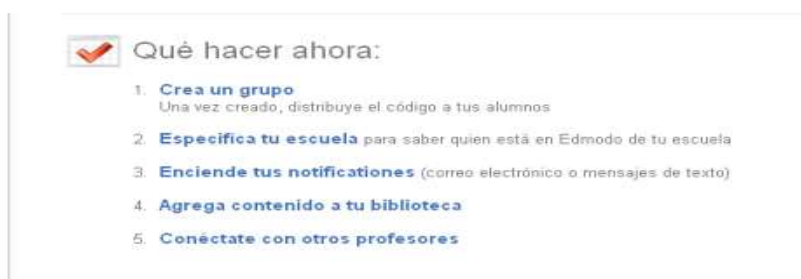 Qué hacer ahora:
1. Crea un grupo
Una vez creado, distribuye el código a tus alumnos
2. Especifica tu escuela para saber quien está en Edmodo de tu escuela
3. Enciende tus notificationes (correo electrónico o mensajes de texto)
4. Agrega contenido a tu biblioteca
5. Conéctate con otros profesores